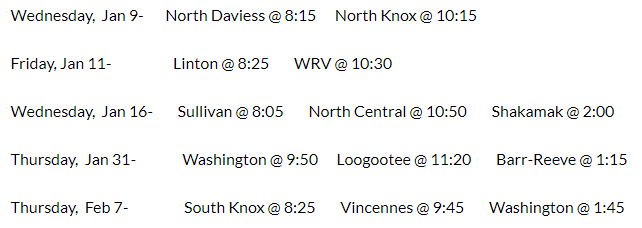 Wednesday, Jan 9- North Daviess @ 8:15 North Knox @ 10:15
Friday, Jan 11- Linton @ 8:25 WRV @ 10:30
Wednesday, Jan 16- Sullivan @ 8:05 North Central @ 10:50 Shakamak @ 2:00
Thursday, Jan 31- Washington @ 9:50 Loogootee @ 11:20 Barr-Reeve @ 1:15
Thursday, Feb 7- South Knox @ 8:25 Vincennes @ 9:45 Washington @ 1:45